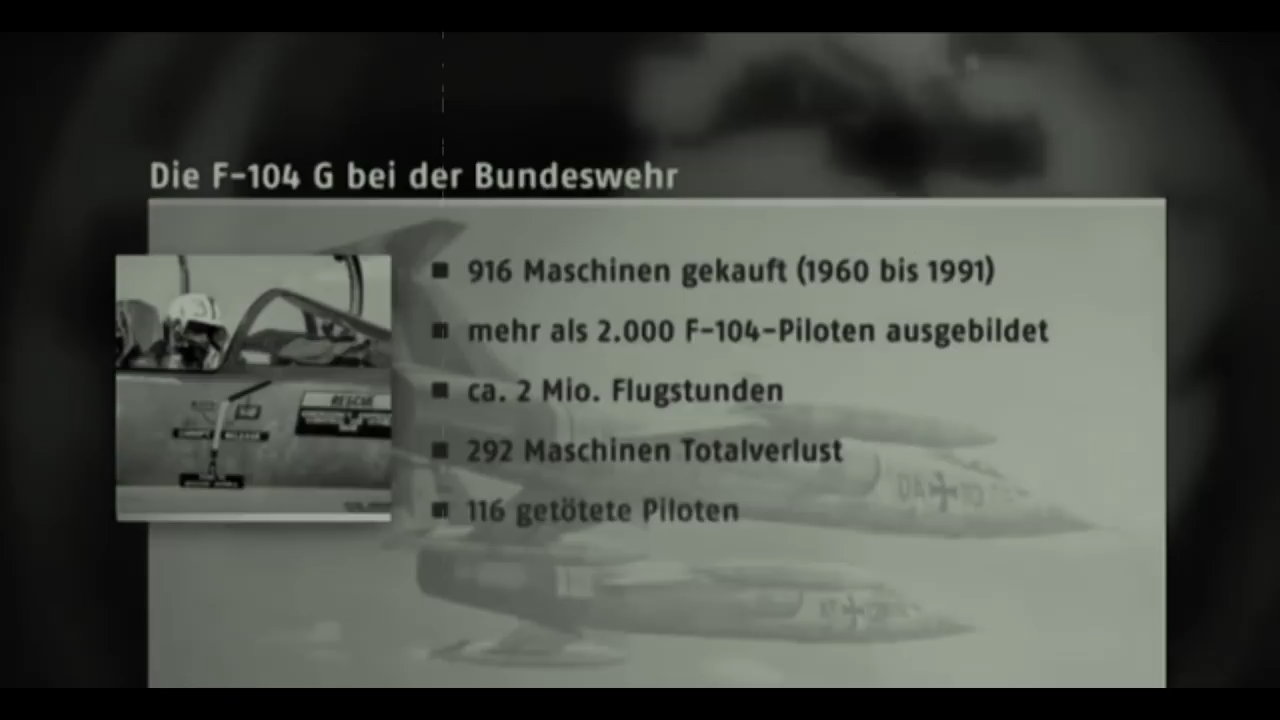 Die F-104 G bei der Bundeswehr
916 Maschinen gekauft (1960 bis 1991)
mehr als 2.000 F-104-Piloten ausgebildet
ca. 2 Mio. Flugstunden
292 Maschinen Totalverlust
116 getötete Piloten
RESCUE